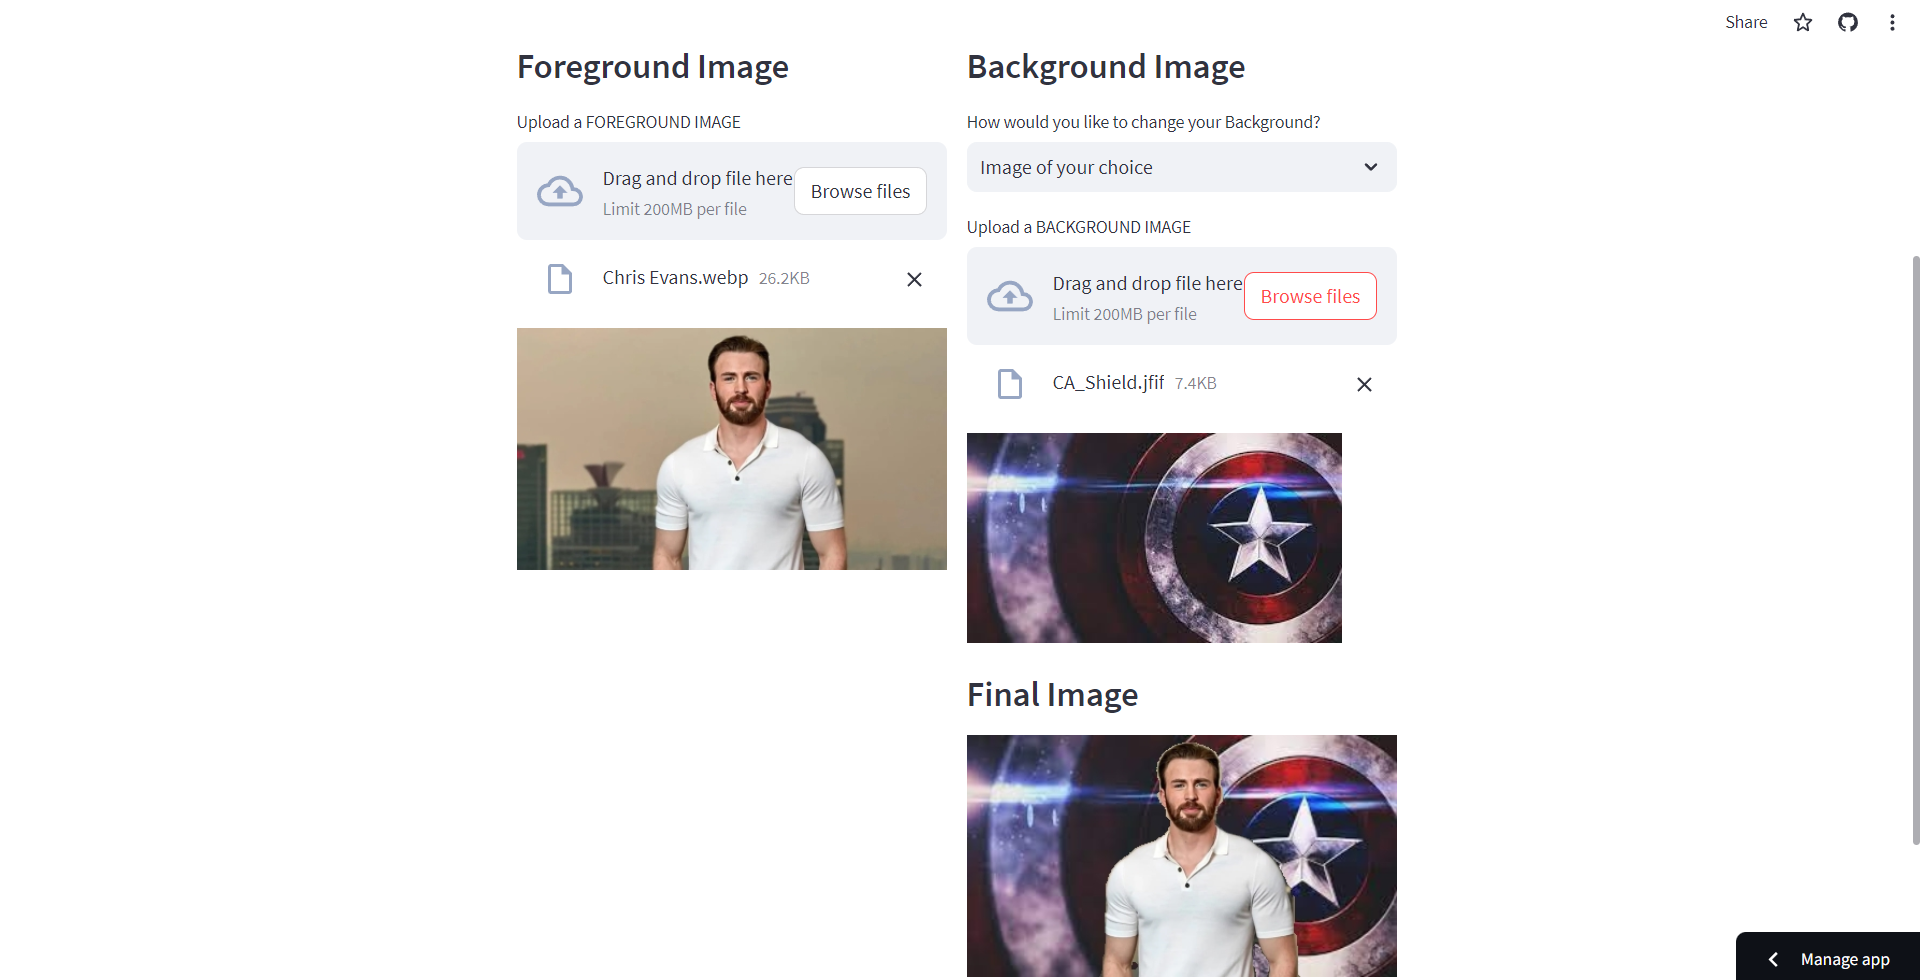 Share
Foreground Image
Upload a FOREGROUND IMAGE
Drag and drop file here
Limit 200MB per file
Browse files
Chris Evans.webp 26.2KB
Background Image
How would you like to change your Background?
Image of your choice
Upload a BACKGROUND IMAGE
Drag and drop file here
Limit 200MB per file
Browse files
CA_Shield.jfif 7.4KB
Final Image
Manage app